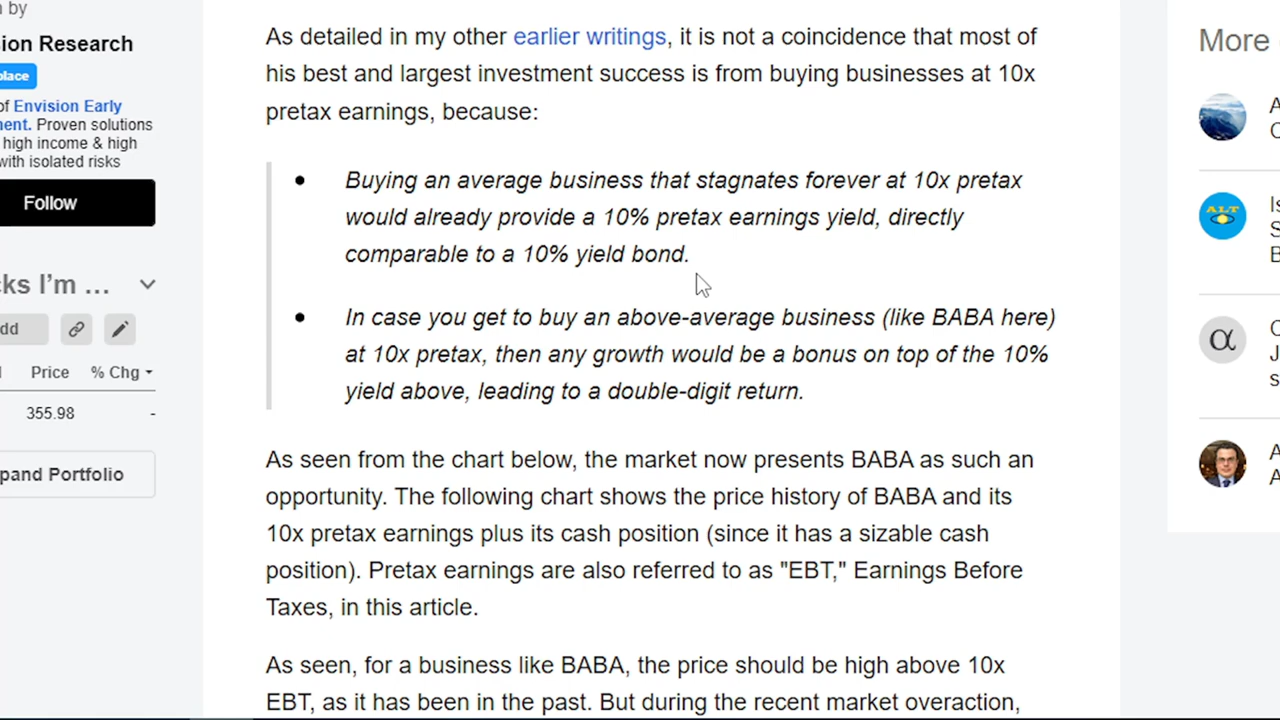 n by
ion Research
place
of Envision Early
ment. Proven solutions
high income & high
with isolated risks
Follow
cks I'm ...
dd
Price % Chg
355.98 -
pand Portfolio
As detailed in my other earlier writings, it is not a coincidence that most of
his best and largest investment success is from buying businesses at 10x
pretax earnings, because:
• Buying an average business that stagnates forever at 10x pretax
would already provide a 10% pretax earnings yield, directly
comparable to a 10% yield bond.
• In case you get to buy an above-average business (like BABA here)
at 10x pretax, then any growth would be a bonus on top of the 10%
yield above, leading to a double-digit return.
As seen from the chart below, the market now presents BABA as such an
opportunity. The following chart shows the price history of BABA and its
10x pretax earnings plus its cash position (since it has a sizable cash
position). Pretax earnings are also referred to as "EBT," Earnings Before
Taxes, in this article.
As seen, for a business like BABA, the price should be high above 10x
EBT, as it has been in the past. But during the recent market overaction,
More
ALT
α